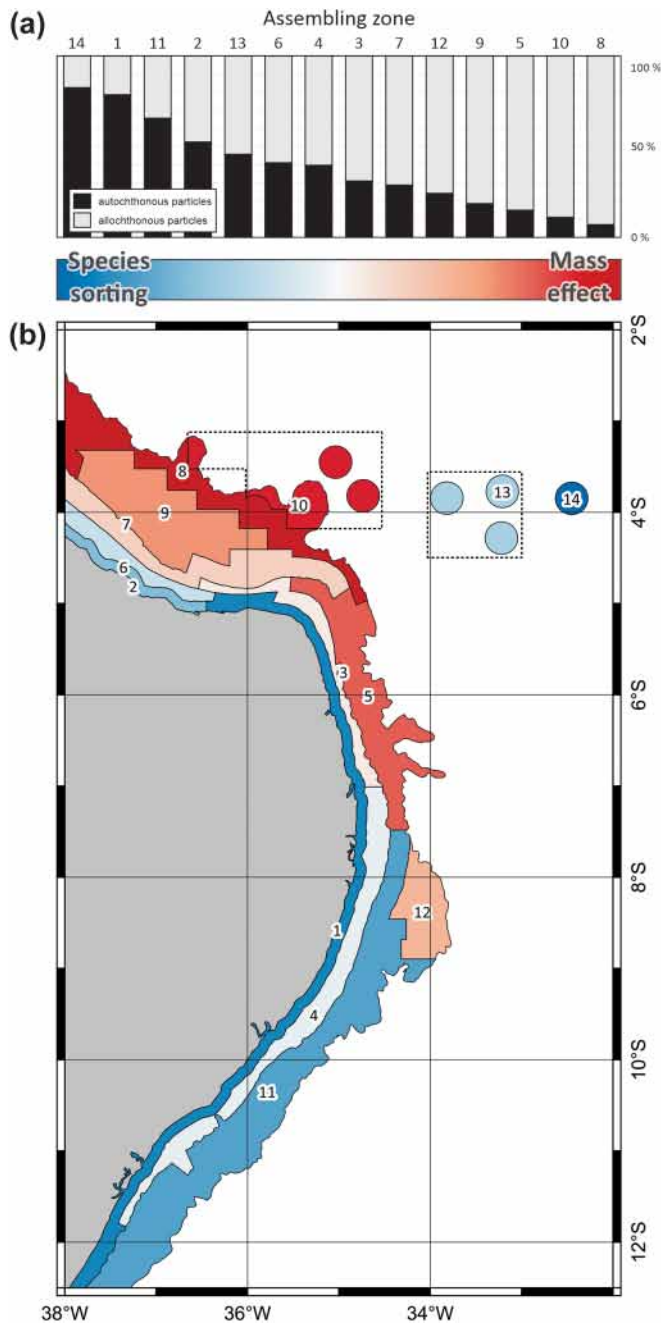 (a)
Assembling zone
14 1 11 2 13 6 4 3 7 12 9 5 10 8
100 %
50 %
0 %
autochthonous particles
allochthonous particles
Species sorting
Mass effect
(b)
2°S
8
10
13
14
4°S
9
7
6
2
3
5
6°S
8°S
12
1
4
10°S
11
12°S
38°W 36°W 34°W